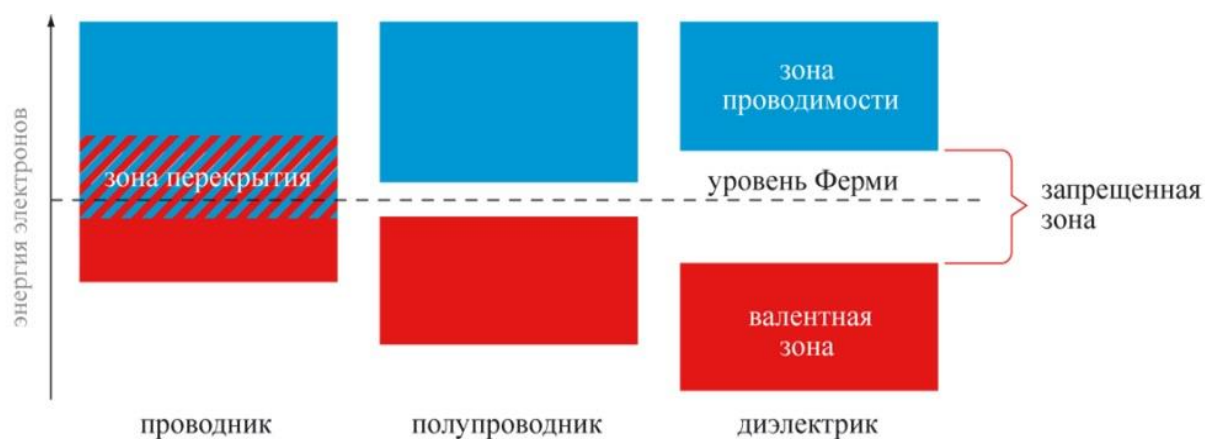 энергия электронов
зона перекрытия
зона
проводимости
уровень Ферми
запрещенная
зона
валентная
зона
проводник
полупроводник
диэлектрик